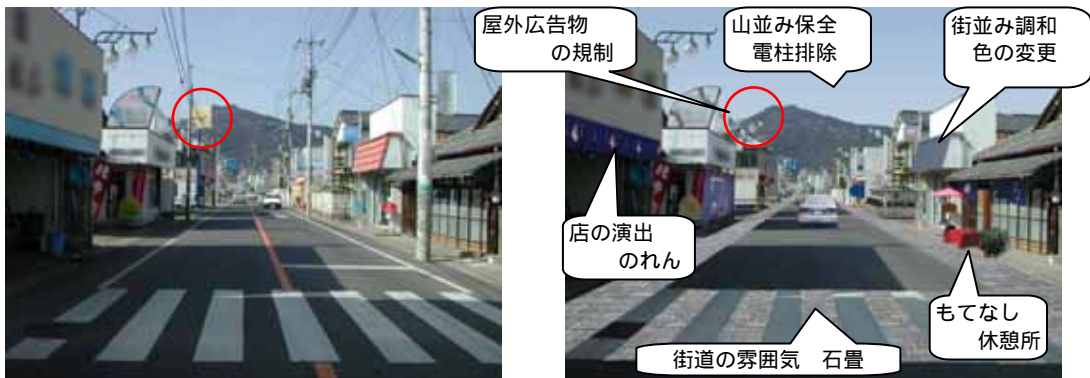 屋外広告物
の規制
山並み保全
電柱排除
街並み調和
色の変更
店の演出
のれん
もてなし
休憩所
街道の雰囲気　石畳